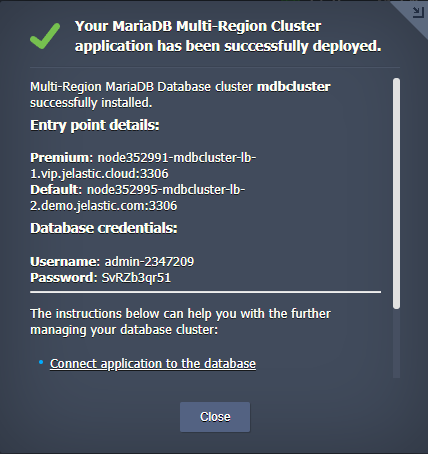 Your MariaDB Multi-Region Cluster
application has been successfully deployed.
Multi-Region MariaDB Database cluster mdbcluster
successfully installed.
Entry point details:
Premium: node352991-mdbcluster-lb-
1.vip.jelastic.cloud:3306
Default: node352995-mdbcluster-lb-
2.demo.jelastic.com:3306
Database credentials:
Username: admin-2347209
Password: SvRZb3qr51
The instructions below can help you with the further
managing your database cluster:
• Connect application to the database
Close